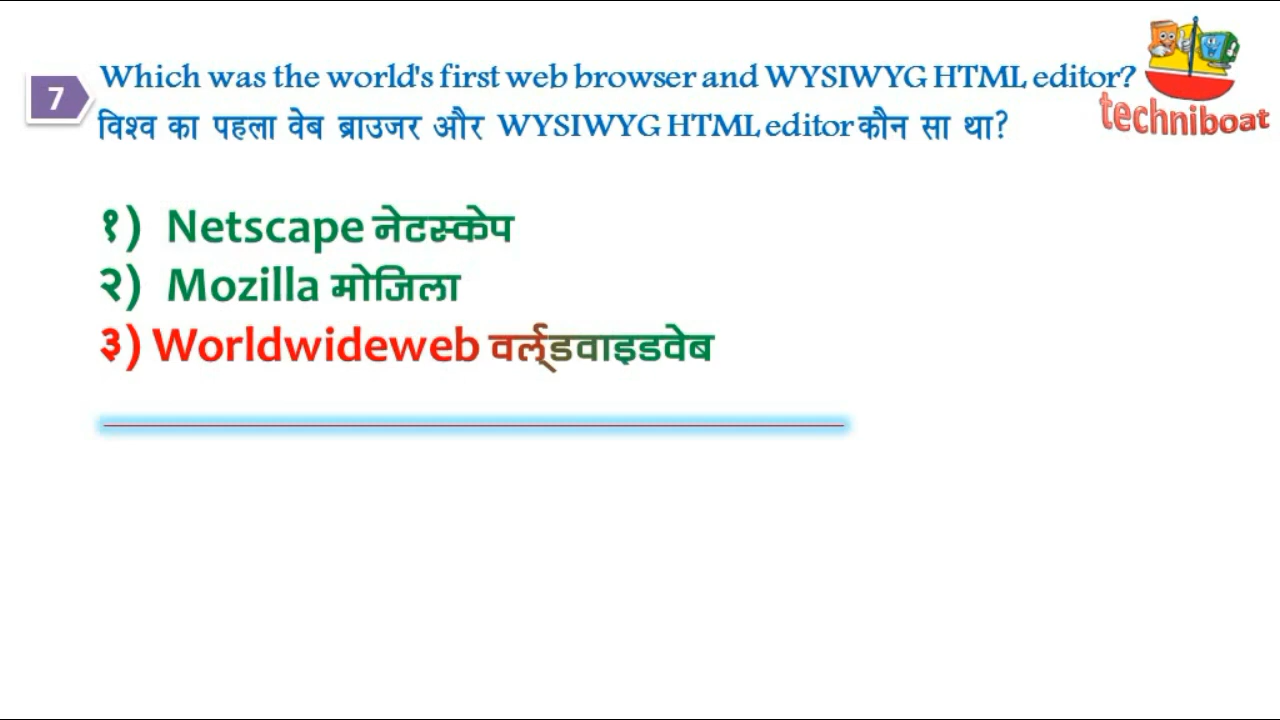 7
Which was the world's first web browser and WYSIWYG HTML editor?
विश्व का पहला वेब ब्राउजर और WYSIWYG HTML editor कौन सा था?
techniboat
१) Netscape नेटस्केप
२) Mozilla मोजिला
३) Worldwideweb वर्ल्डवाइडवेब